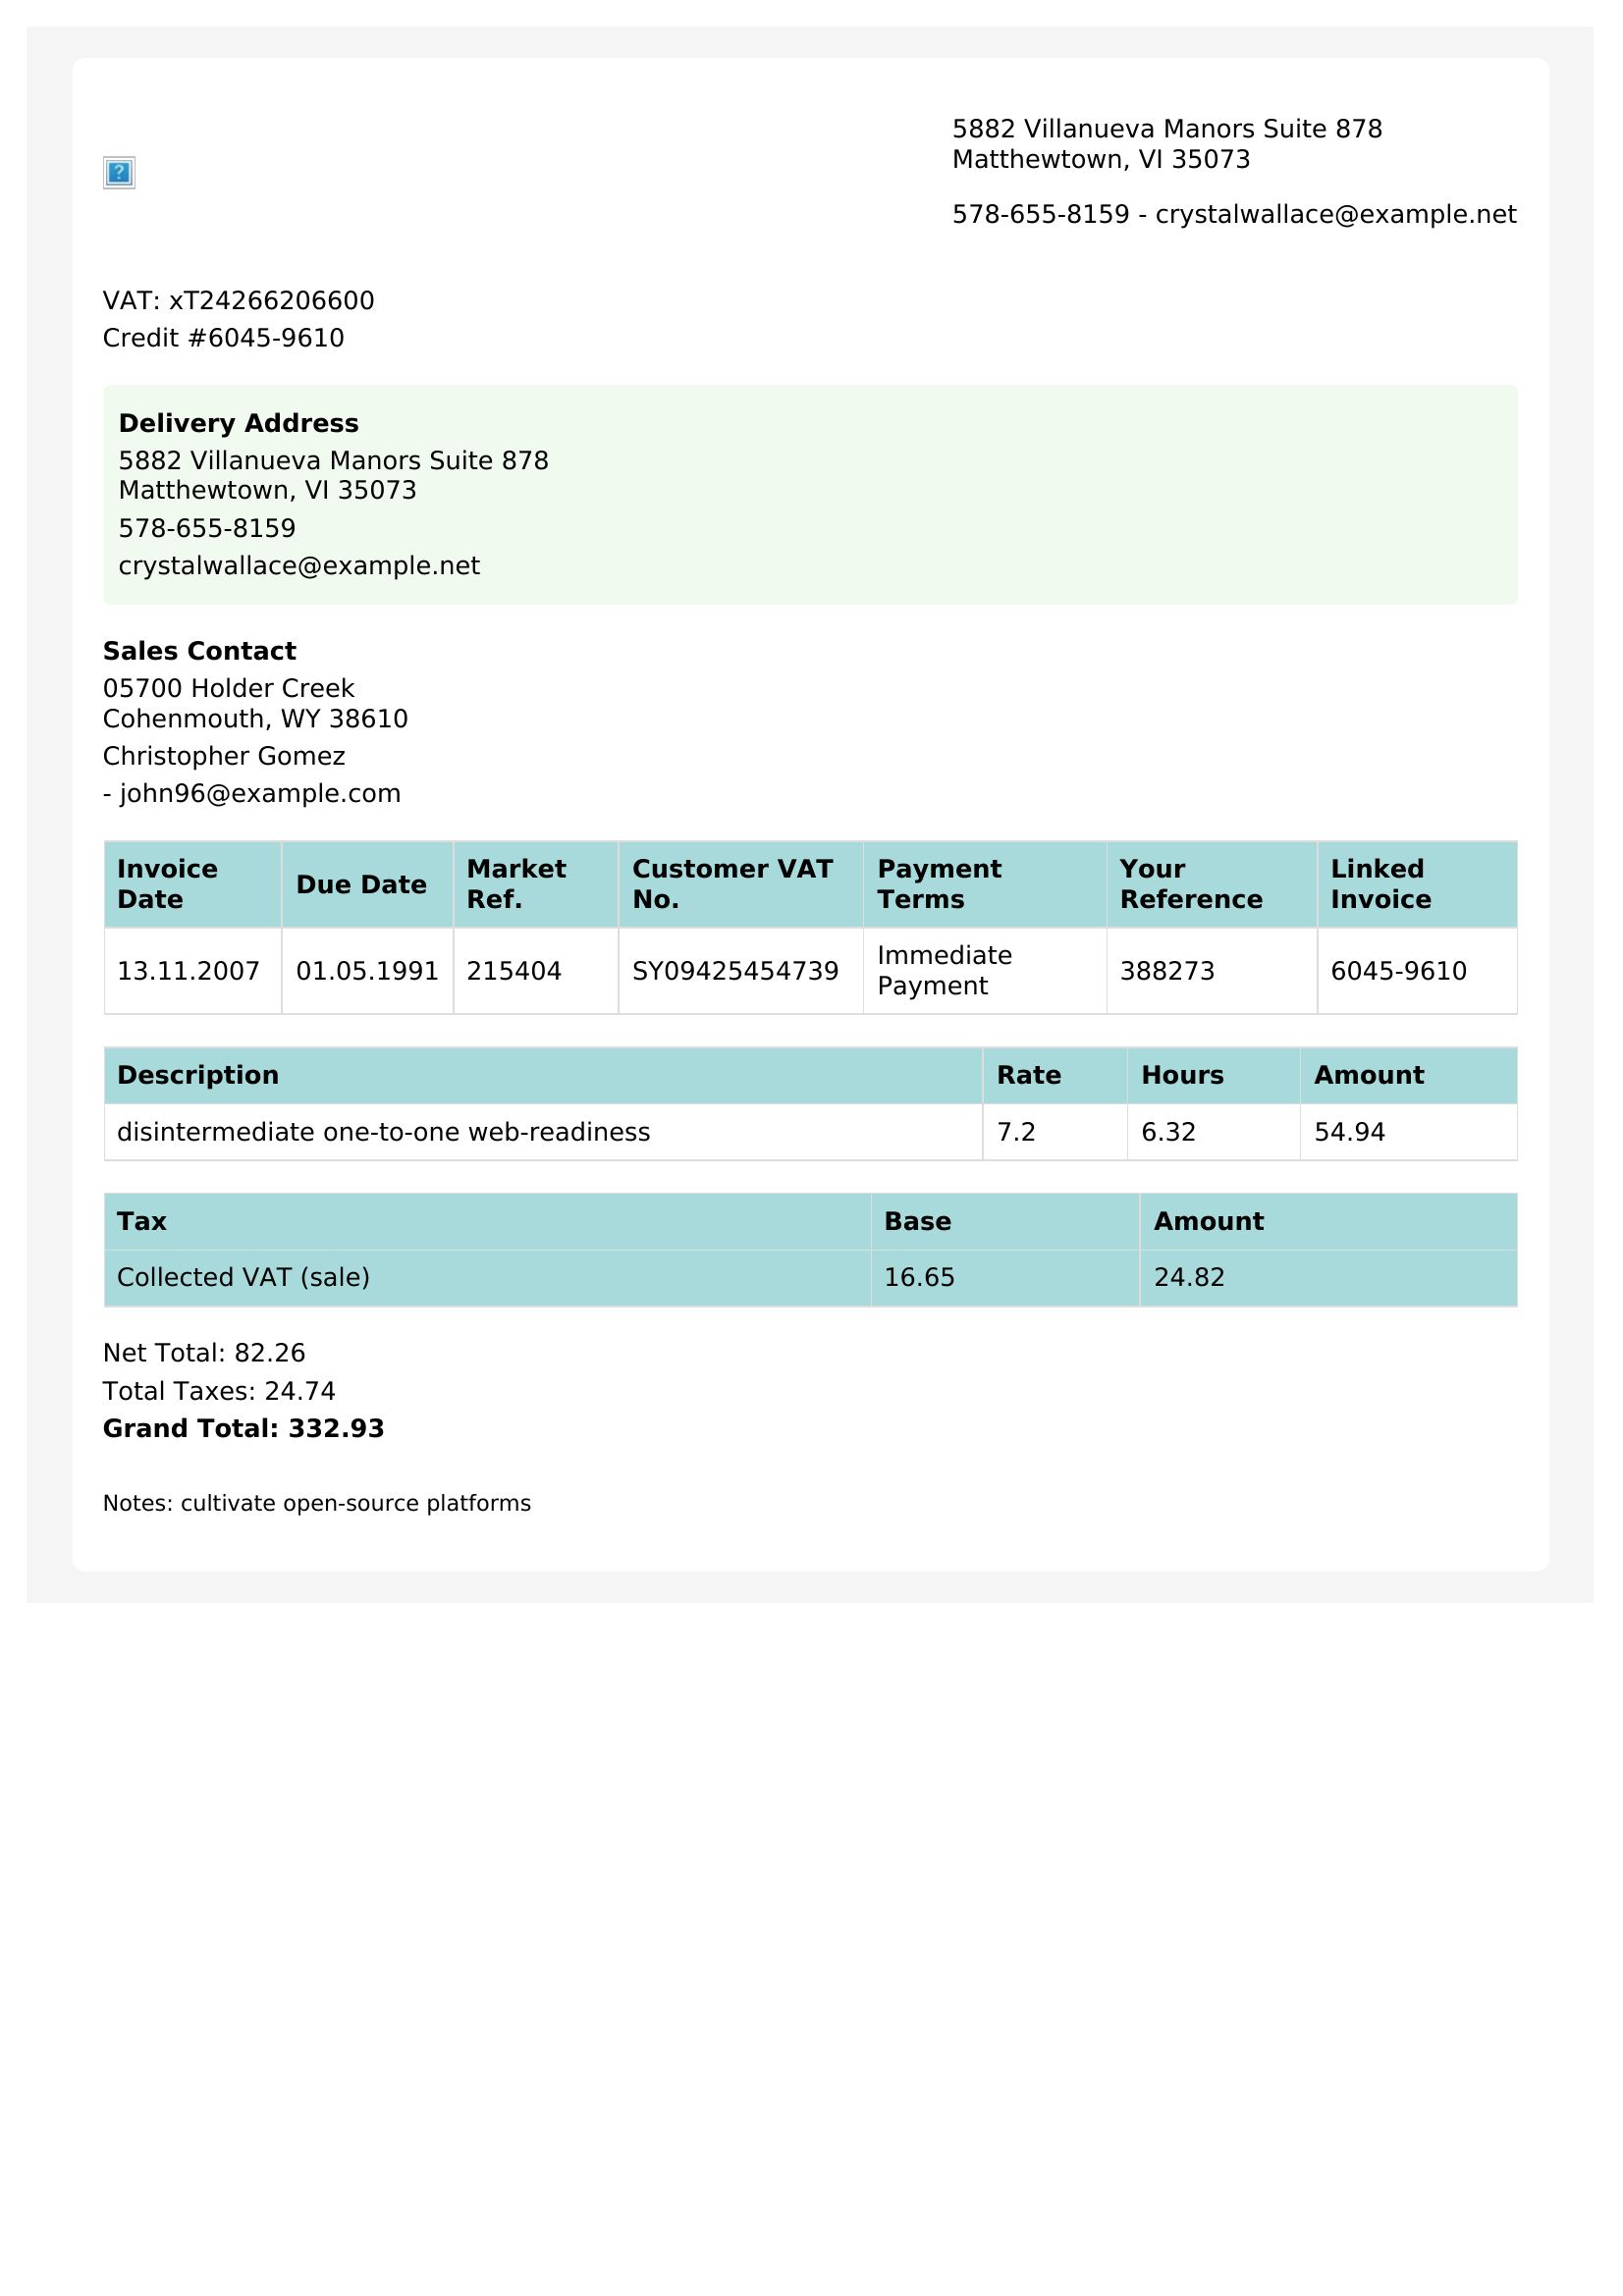 5882 Villanueva Manors Suite 878
Matthewtown, VI 35073
578-655-8159 - crystalwallace@example.net
VAT: xT24266206600
Credit #6045-9610
Delivery Address
5882 Villanueva Manors Suite 878
Matthewtown, VI 35073
578-655-8159
crystalwallace@example.net
Sales Contact
05700 Holder Creek
Cohenmouth, WY 38610
Christopher Gomez
- john96@example.com
Invoice Date Due Date Market Ref. Customer VAT No. Payment Terms Your Reference Linked Invoice
13.11.2007 01.05.1991 215404 SY09425454739 Immediate Payment 388273 6045-9610
Description Rate Hours Amount
disintermediate one-to-one web-readiness 7.2 6.32 54.94
Tax Base Amount
Collected VAT (sale) 16.65 24.82
Net Total: 82.26
Total Taxes: 24.74
Grand Total: 332.93
Notes: cultivate open-source platforms